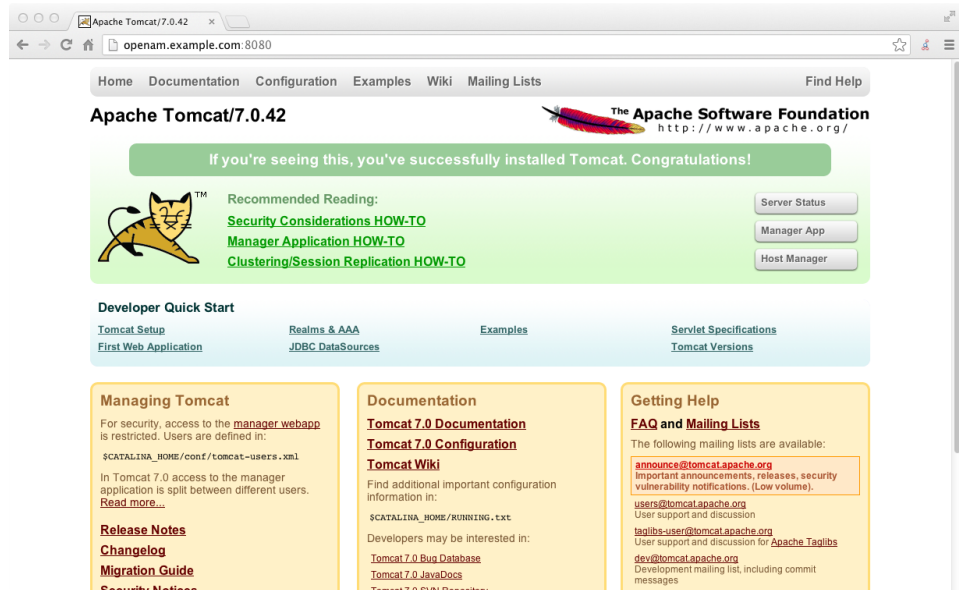 Apache Tomcat/7.0.42
openam.example.com:8080
Home Documentation Configuration Examples Wiki Mailing Lists Find Help
Apache Tomcat/7.0.42
The Apache Software Foundation
http://www.apache.org/
If you're seeing this, you've successfully installed Tomcat. Congratulations!
TM
Recommended Reading:
Security Considerations HOW-TO
Manager Application HOW-TO
Clustering/Session Replication HOW-TO
Server Status
Manager App
Host Manager
Developer Quick Start
Tomcat Setup
First Web Application
Realms & AAA
JDBC DataSources
Examples
Servlet Specifications
Tomcat Versions
Managing Tomcat
For security, access to the manager webapp
is restricted. Users are defined in:
$CATALINA_HOME/conf/tomcat-users.xml
In Tomcat 7.0 access to the manager
application is split between different users.
Read more...
Release Notes
Changelog
Migration Guide
Security Notices
Documentation
Tomcat 7.0 Documentation
Tomcat 7.0 Configuration
Tomcat Wiki
Find additional important configuration
information in:
$CATALINA_HOME/RUNNING.txt
Developers may be interested in:
Tomcat 7.0 Bug Database
Tomcat 7.0 JavaDocs
Tomcat 7.0 SVN Repository
Getting Help
FAQ and Mailing Lists
The following mailing lists are available:
announce@tomcat.apache.org
Important announcements, releases, security
vulnerability notifications. (Low volume).
users@tomcat.apache.org
User support and discussion
taglibs-user@tomcat.apache.org
User support and discussion for Apache Taglibs
dev@tomcat.apache.org
Development mailing list, including commit
messages